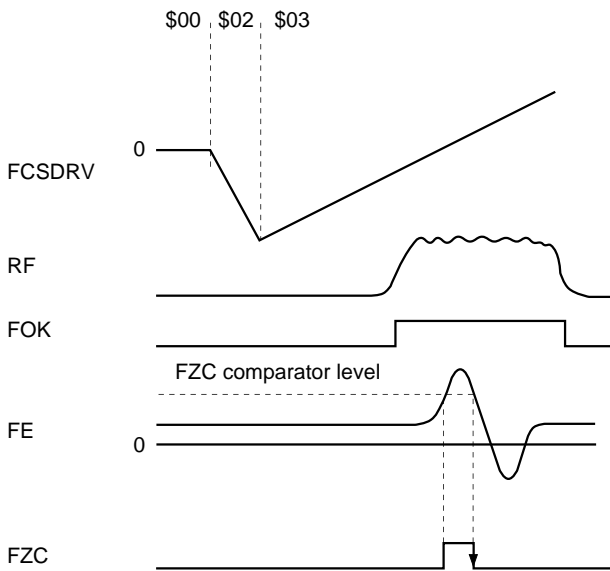 $00 $02 $03
0
FCSDRV
RF
FOK
FZC comparator level
FE
0
FZC